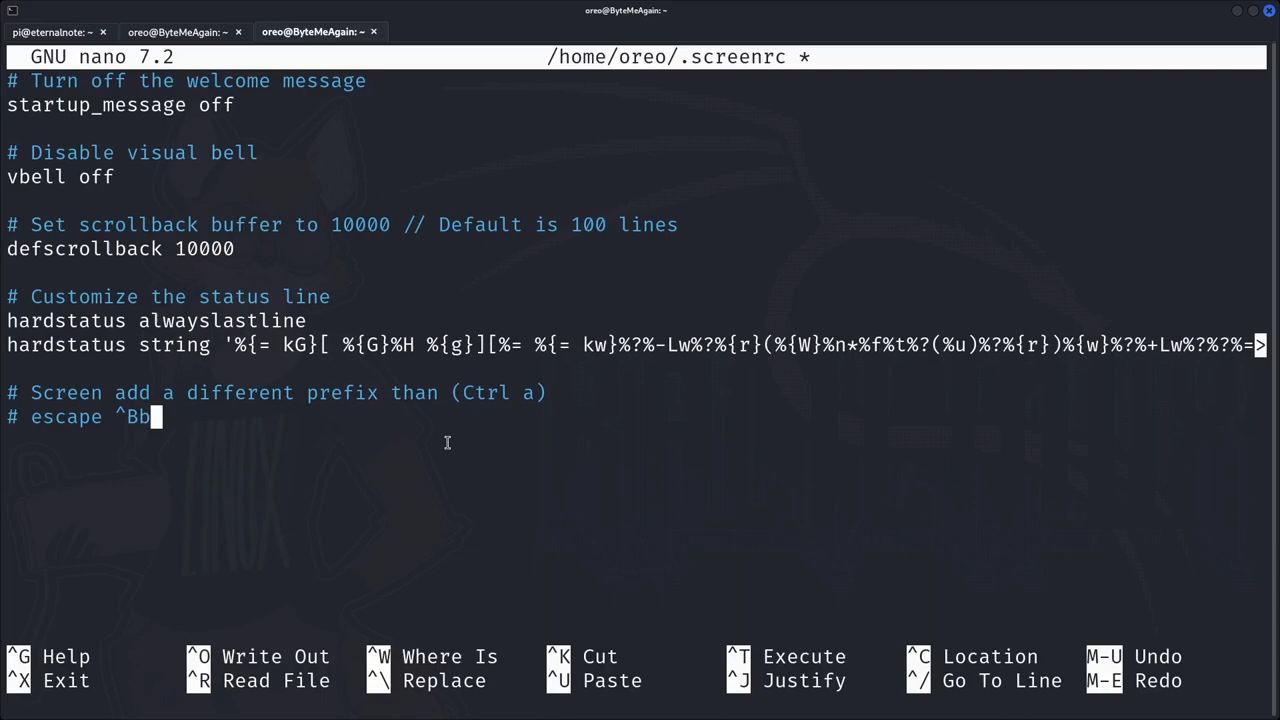 oreo@ByteMeAgain: ~
pi@eternalnote: ~ × oreo@ByteMeAgain: ~ × oreo@ByteMeAgain: ~ ×
GNU nano 7.2 /home/oreo/.screenrc *
# Turn off the welcome message
startup_message off
# Disable visual bell
vbell off
# Set scrollback buffer to 10000 // Default is 100 lines
defscrollback 10000
# Customize the status line
hardstatus alwayslastline
hardstatus string '%{= kG}[ %{G}%H %{g}][%= %{= kw}%?%-Lw%?%{r}(%{W}%n*%f%t%?(%u)%?%{r})%{w}%?%+Lw%?%?%=>
# Screen add a different prefix than (Ctrl a)
# escape ^Bb
^G Help ^O Write Out ^W Where Is ^K Cut ^T Execute ^C Location M-U Undo
^X Exit ^R Read File ^\ Replace ^U Paste ^J Justify ^/ Go To Line M-E Redo